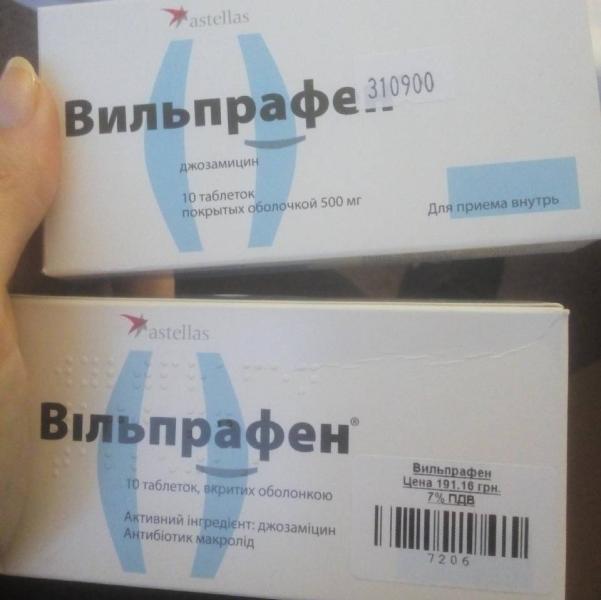 astellas
310900
Вильпрафен
джозамицин
10 таблеток
покрытых оболочкой 500 мг
Для приема внутрь
astellas
Вільпрафен®
10 таблеток, вкритих оболонкою
Активний інгредієнт: джозаміцин
Антибіотик макролід
Вильпрафен
Цена 191.16 грн.
7% ПДВ
7206